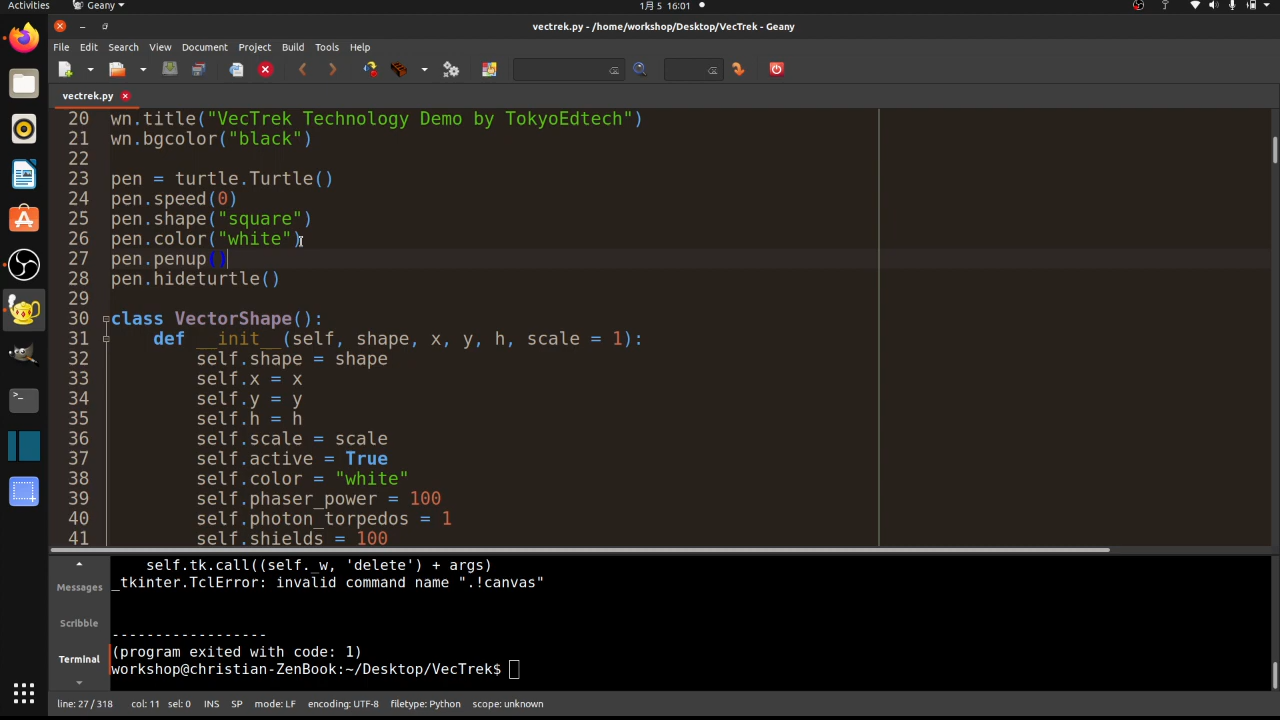 Activities
Geany
1月 5 16:01
vectrek.py - /home/workshop/Desktop/VecTrek - Geany
File Edit Search View Document Project Build Tools Help
vectrek.py
20 wn.title("VecTrek Technology Demo by TokyoEdtech")
21 wn.bgcolor("black")
22
23 pen = turtle.Turtle()
24 pen.speed(0)
25 pen.shape("square")
26 pen.color("white")
27 pen.penup()
28 pen.hideturtle()
29
30 class VectorShape():
31 def __init__(self, shape, x, y, h, scale = 1):
32 self.shape = shape
33 self.x = x
34 self.y = y
35 self.h = h
36 self.scale = scale
37 self.active = True
38 self.color = "white"
39 self.phaser_power = 100
40 self.photon_torpedos = 1
41 self.shields = 100
Messages
Scribble
Terminal
self.tk.call((self._w, 'delete') + args)
_tkinter.TclError: invalid command name ".!canvas"
------------------
(program exited with code: 1)
workshop@christian-ZenBook:~/Desktop/VecTrek$
line: 27 / 318 col: 11 sel: 0 INS SP mode: LF encoding: UTF-8 filetype: Python scope: unknown